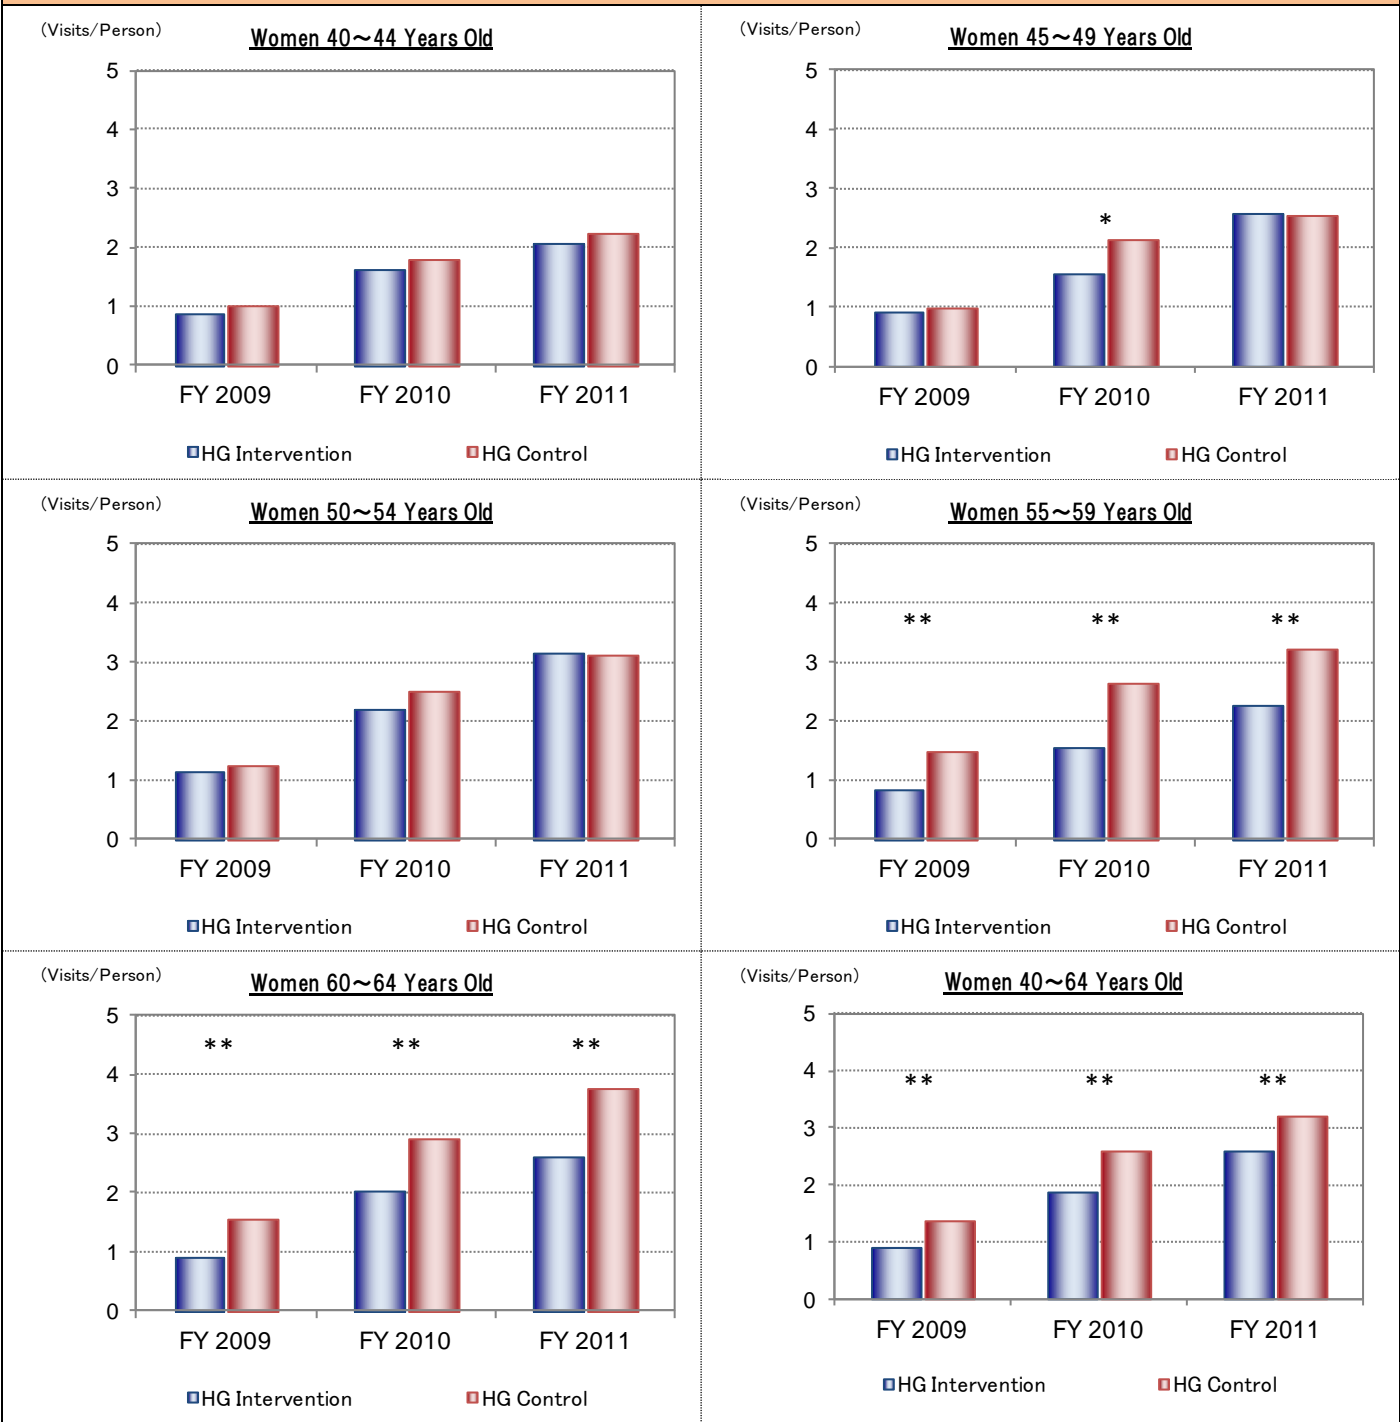 (Visits/Person)
Women 40～44 Years Old
5
4
3
2
1
0
FY 2009
FY 2010
FY 2011
HG Intervention
HG Control
(Visits/Person)
Women 45～49 Years Old
5
4
3
2
1
0
*
FY 2009
FY 2010
FY 2011
HG Intervention
HG Control
(Visits/Person)
Women 50～54 Years Old
5
4
3
2
1
0
FY 2009
FY 2010
FY 2011
HG Intervention
HG Control
(Visits/Person)
Women 55～59 Years Old
5
4
3
2
1
0
**
**
**
FY 2009
FY 2010
FY 2011
HG Intervention
HG Control
(Visits/Person)
Women 60～64 Years Old
5
4
3
2
1
0
**
**
**
FY 2009
FY 2010
FY 2011
HG Intervention
HG Control
(Visits/Person)
Women 40～64 Years Old
5
4
3
2
1
0
**
**
**
FY 2009
FY 2010
FY 2011
HG Intervention
HG Control